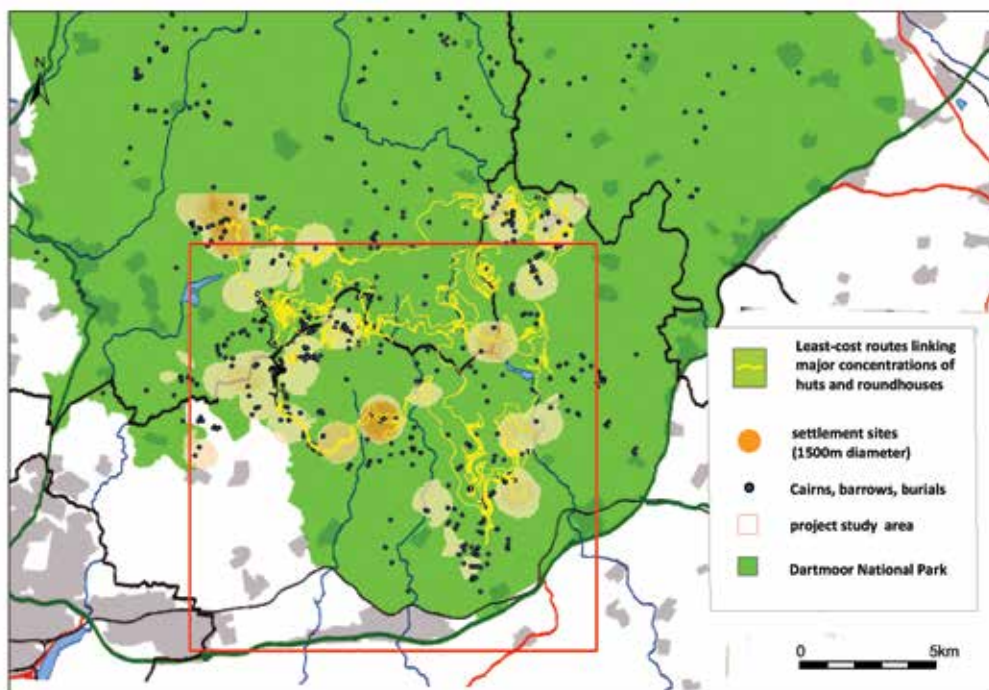 N
Least-cost routes linking
major concentrations of
huts and roundhouses
settlement sites
(1500m diameter)
Cairns, barrows, burials
project study area
Dartmoor National Park
0 5km